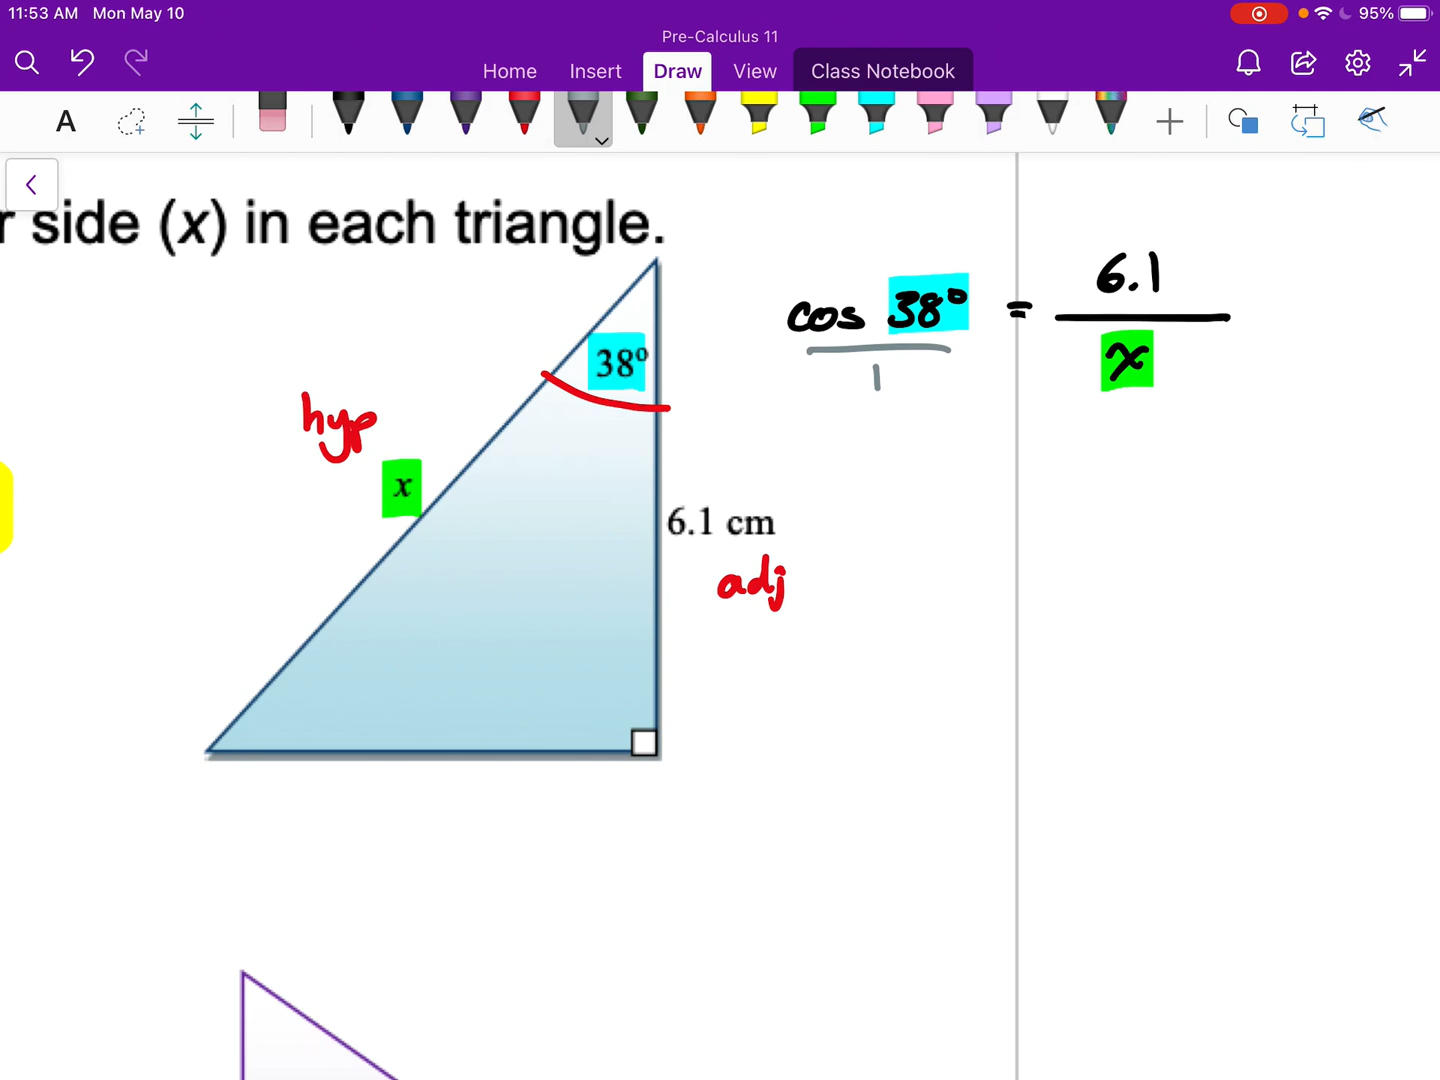 11:53 AM Mon May 10
95%
Pre-Calculus 11
Home Insert Draw View Class Notebook
A
r side (x) in each triangle.
cos 38° = 6.1
x
1
38°
hyp
x
6.1 cm
adj